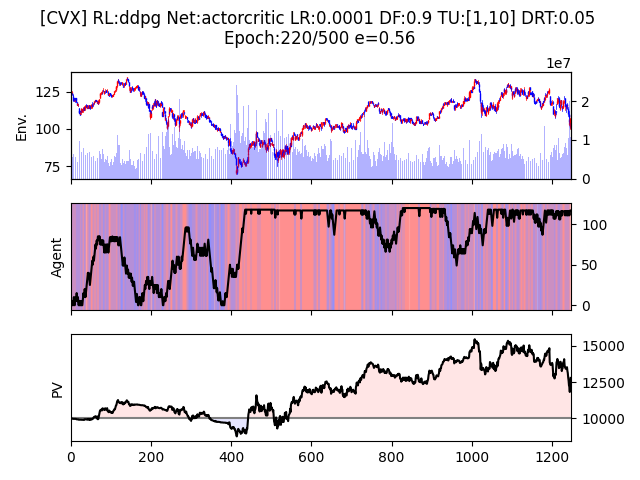 [CVX] RL:ddpg Net:actorcritic LR:0.0001 DF:0.9 TU:[1,10] DRT:0.05
Epoch:220/500 e=0.56
1e7
Env.
125
100
75
2
1
0
Agent
100
50
0
PV
15000
12500
10000
0 200 400 600 800 1000 1200